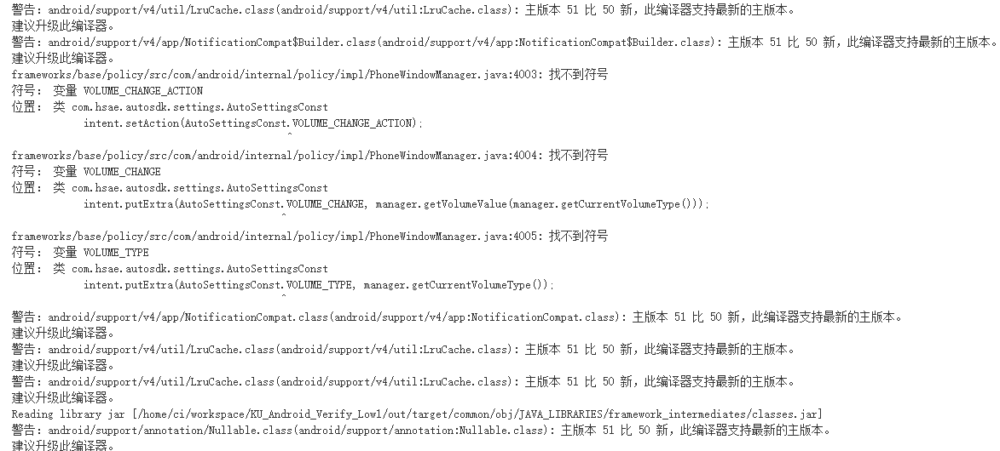 警告: android/support/v4/util/LruCache.class(android/support/v4/util:LruCache.class): 主版本 51 比 50 新, 此编译器支持最新的主版本。
建议升级此编译器。
警告: android/support/v4/app/NotificationCompat$Builder.class(android/support/v4/app:NotificationCompat$Builder.class): 主版本 51 比 50 新, 此编译器支持最新的主版本。
建议升级此编译器。
frameworks/base/policy/src/com/android/internal/policy/impl/PhoneWindowManager.java:4003: 找不到符号
符号: 变量 VOLUME_CHANGE_ACTION
位置: 类 com.hsae.autosdk.settings.AutoSettingsConst
intent.setAction(AutoSettingsConst.VOLUME_CHANGE_ACTION);
^
frameworks/base/policy/src/com/android/internal/policy/impl/PhoneWindowManager.java:4004: 找不到符号
符号: 变量 VOLUME_CHANGE
位置: 类 com.hsae.autosdk.settings.AutoSettingsConst
intent.putExtra(AutoSettingsConst.VOLUME_CHANGE, manager.getVolumeValue(manager.getCurrentVolumeType()));
^
frameworks/base/policy/src/com/android/internal/policy/impl/PhoneWindowManager.java:4005: 找不到符号
符号: 变量 VOLUME_TYPE
位置: 类 com.hsae.autosdk.settings.AutoSettingsConst
intent.putExtra(AutoSettingsConst.VOLUME_TYPE, manager.getCurrentVolumeType());
^
警告: android/support/v4/app/NotificationCompat.class(android/support/v4/app:NotificationCompat.class): 主版本 51 比 50 新, 此编译器支持最新的主版本。
建议升级此编译器。
警告: android/support/v4/util/LruCache.class(android/support/v4/util:LruCache.class): 主版本 51 比 50 新, 此编译器支持最新的主版本。
建议升级此编译器。
警告: android/support/v4/util/LruCache.class(android/support/v4/util:LruCache.class): 主版本 51 比 50 新, 此编译器支持最新的主版本。
建议升级此编译器。
Reading library jar [/home/ci/workspace/KU_Android_Verify_Low1/out/target/common/obj/JAVA_LIBRARIES/framework_intermediates/classes.jar]
警告: android/support/annotation/Nullable.class(android/support/annotation:Nullable.class): 主版本 51 比 50 新, 此编译器支持最新的主版本。
建议升级此编译器。